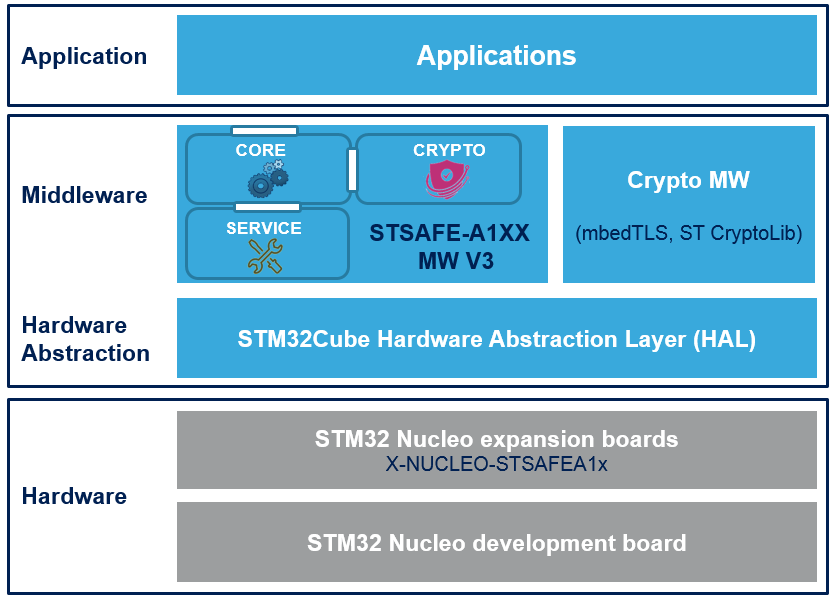 Application
Applications
Middleware
CORE
CRYPTO
SERVICE
STSAFE-A1XX
MW V3
Crypto MW
(mbedTLS, ST CryptoLib)
Hardware
Abstraction
STM32Cube Hardware Abstraction Layer (HAL)
Hardware
STM32 Nucleo expansion boards
X-NUCLEO-STSAFEA1x
STM32 Nucleo development board